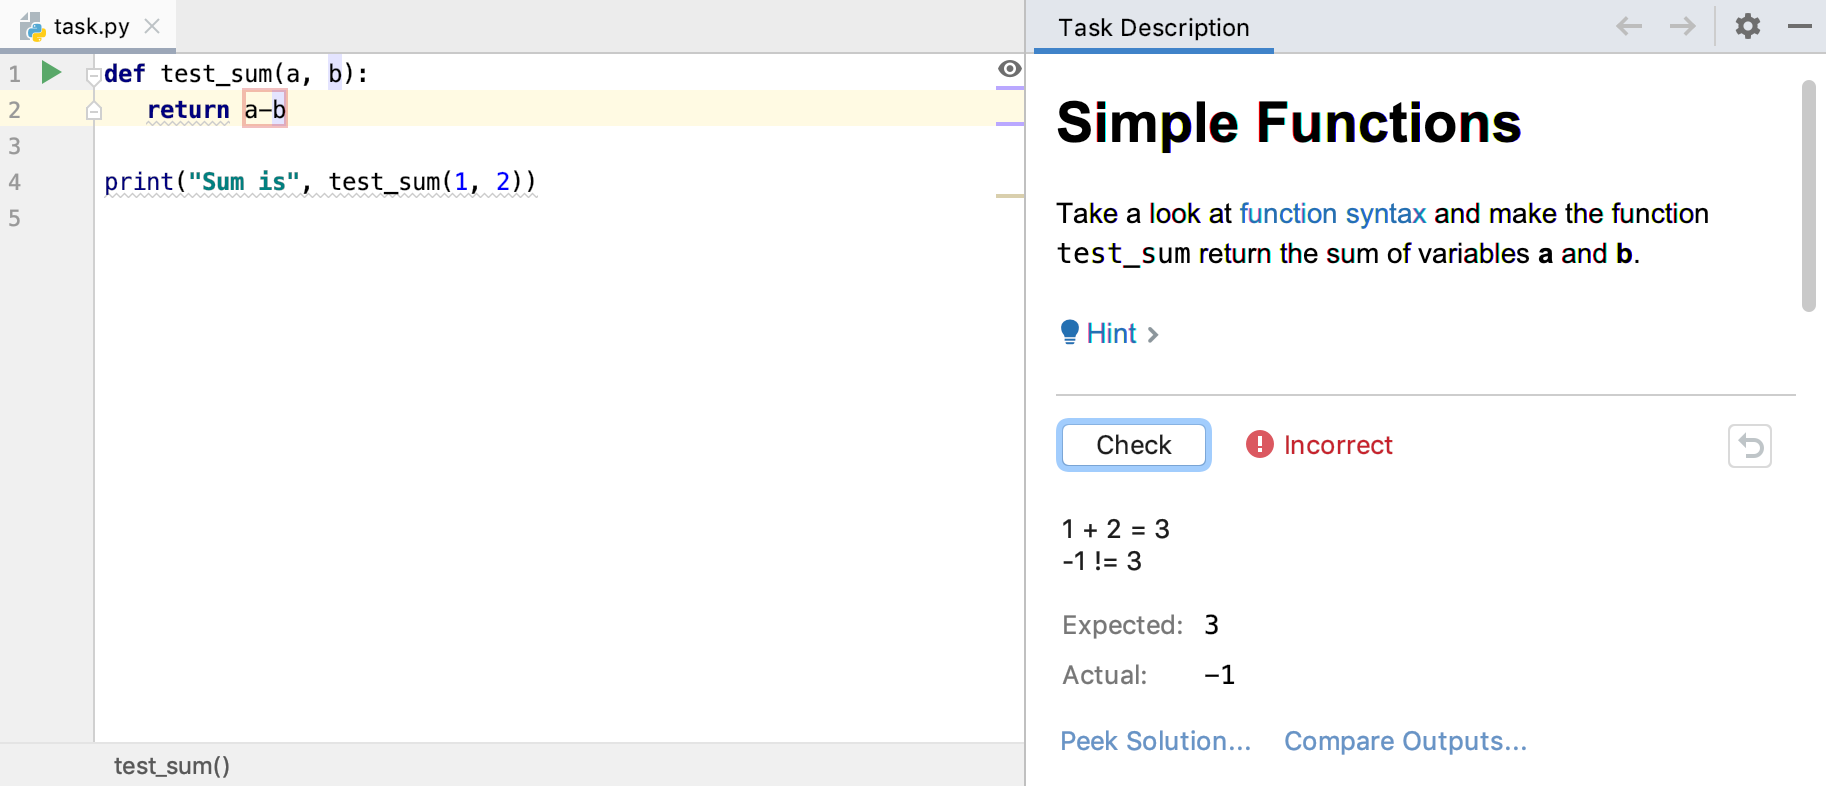 task.py
1 def test_sum(a, b):
2 return a-b
3
4 print("Sum is", test_sum(1, 2))
5
test_sum()
Task Description
Simple Functions
Take a look at function syntax and make the function
test_sum return the sum of variables a and b.
Hint
Check
Incorrect
1 + 2 = 3
-1 != 3
Expected: 3
Actual: -1
Peek Solution... Compare Outputs...